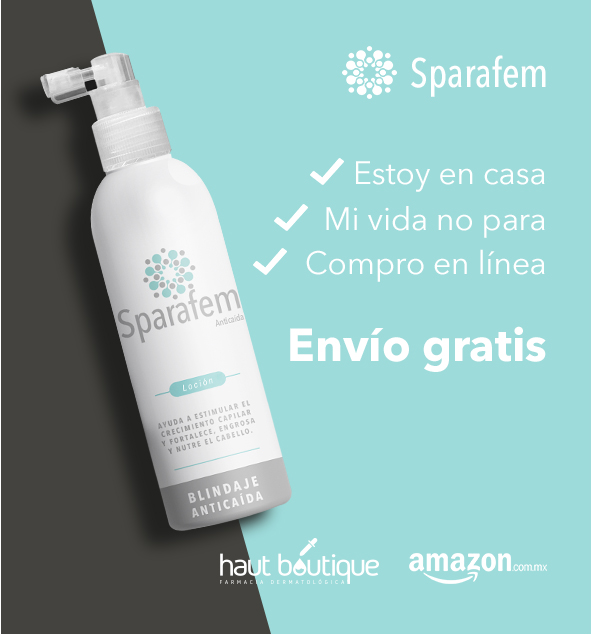 Sparafem
Estoy en casa
Mi vida no para
Compro en línea
Envío gratis
Sparafem
Anticaída
Loción
AYUDA A ESTIMULAR EL
CRECIMIENTO CAPILAR
Y FORTALECE, ENGROSA
Y NUTRE EL CABELLO.
BLINDAJE
ANTICAÍDA
haut boutique
FARMACIA DERMATOLÓGICA
amazon.com.mx